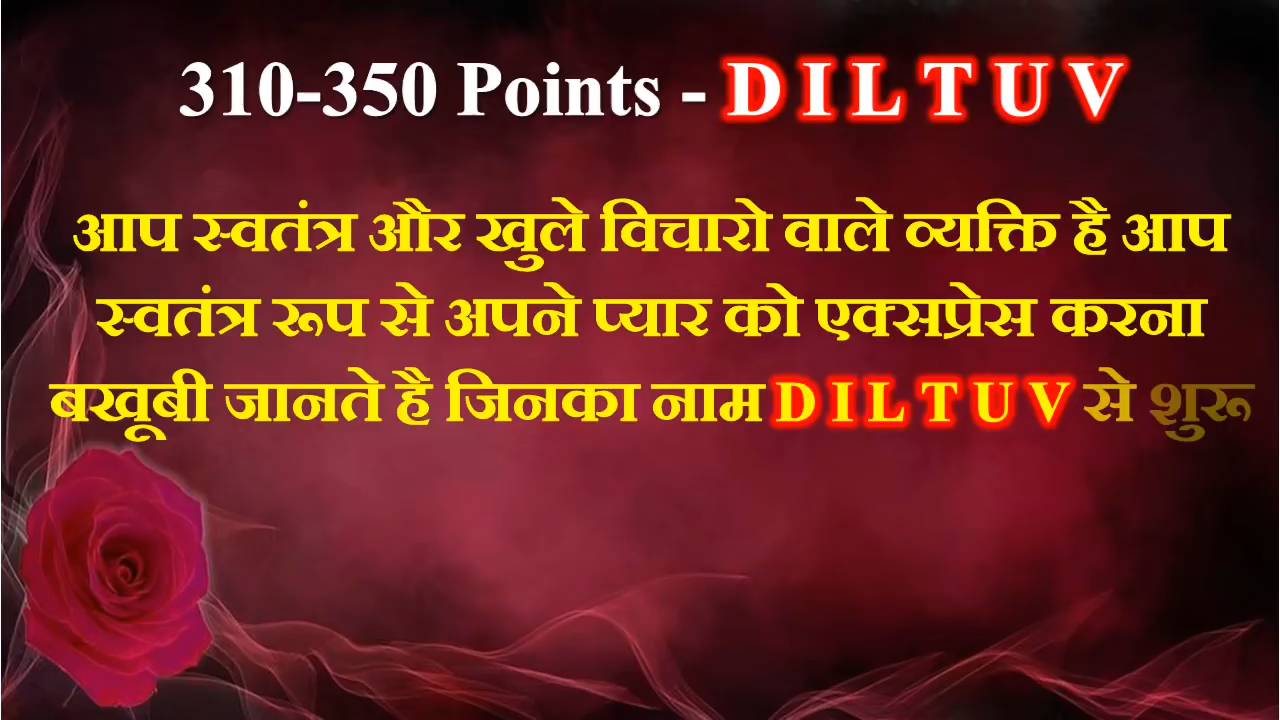 310-350 Points - D I L T U V
आप स्वतंत्र और खुले विचारो वाले व्यक्ति है आप
स्वतंत्र रूप से अपने प्यार को एक्सप्रेस करना
बखूबी जानते है जिनका नाम D I L T U V से शुरू